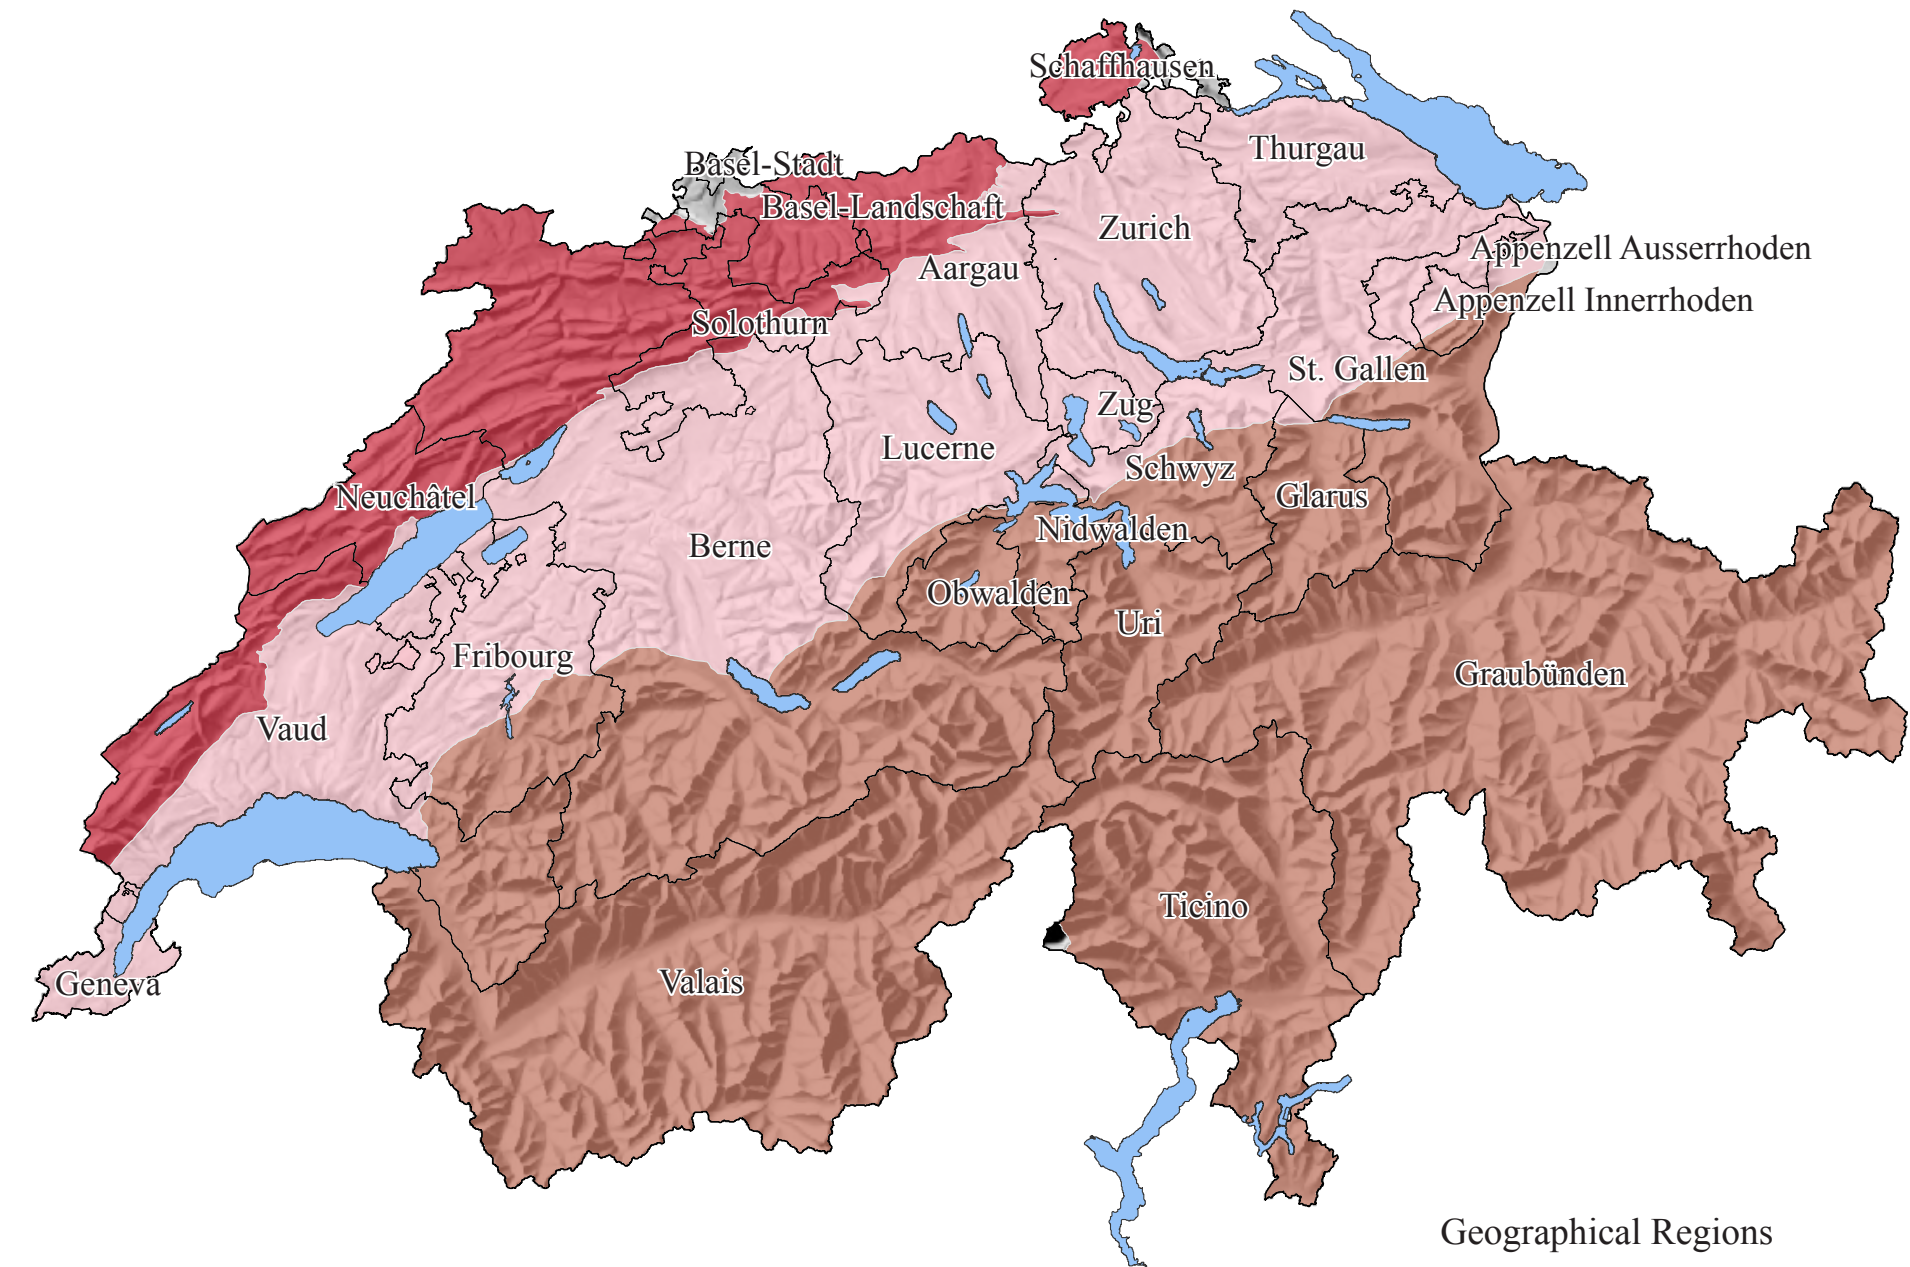 Schaffhausen
Thurgau
Basel-Stadt
Basel-Landschaft
Zurich
Appenzell Ausserrhoden
Aargau
Appenzell Innerrhoden
Solothurn
St. Gallen
Zug
Lucerne
Schwyz
Neuchâtel
Glarus
Nidwalden
Berne
Obwalden
Uri
Fribourg
Graubünden
Vaud
Ticino
Valais
Geneva
Geographical Regions